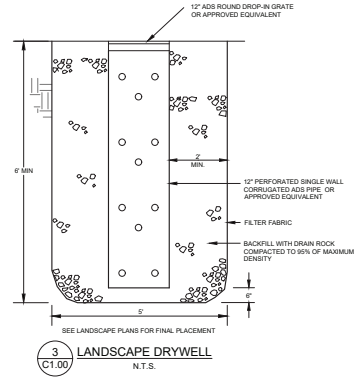 12" ADS ROUND DROP-IN GRATE
OR APPROVED EQUIVALENT
6' MIN
2'
MIN.
12" PERFORATED SINGLE WALL
CORRUGATED ADS PIPE OR
APPROVED EQUIVALENT
FILTER FABRIC
BACKFILL WITH DRAIN ROCK
COMPACTED TO 95% OF MAXIMUM
DENSITY
6"
5'
SEE LANDSCAPE PLANS FOR FINAL PLACEMENT
3
C1.00
LANDSCAPE DRYWELL
N.T.S.